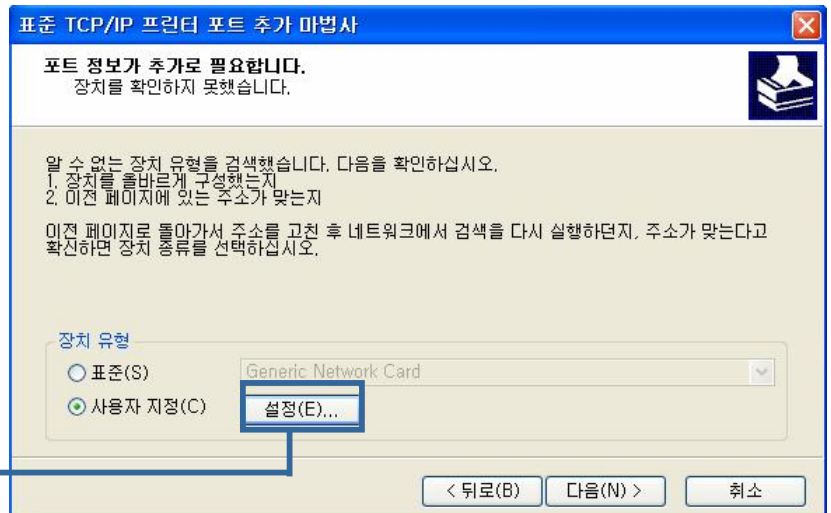 표준 TCP/IP 프린터 포트 추가 마법사
포트 정보가 추가로 필요합니다.
장치를 확인하지 못했습니다.
알 수 없는 장치 유형을 검색했습니다. 다음을 확인하십시오.
1. 장치를 올바르게 구성했는지
2. 이전 페이지에 있는 주소가 맞는지
이전 페이지로 돌아가서 주소를 고친 후 네트워크에서 검색을 다시 실행하던지, 주소가 맞는다고
확신하면 장치 종류를 선택하십시오.
장치 유형
표준(S)
Generic Network Card
사용자 지정(C)
설정(E)...
< 뒤로(B)
다음(N) >
취소